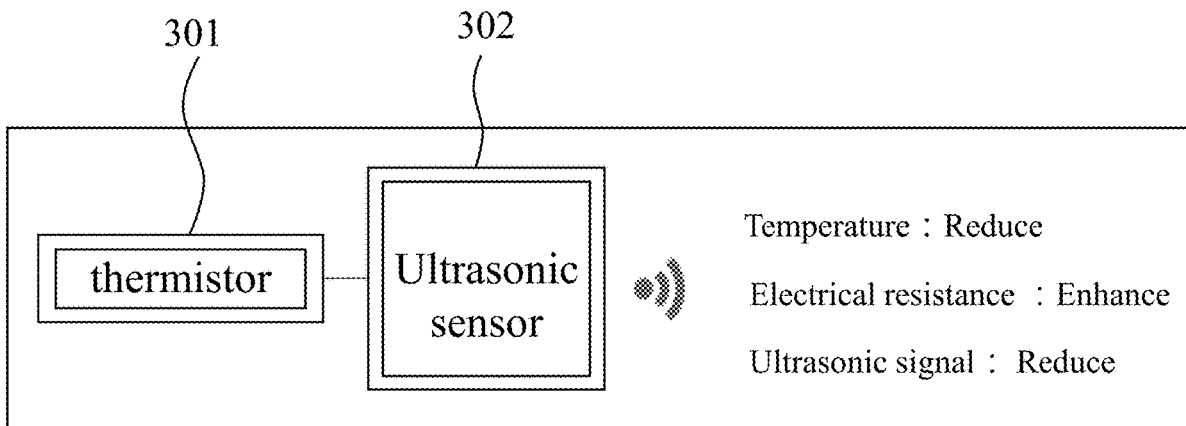 301
302
thermistor
Ultrasonic
sensor
Temperature：Reduce
Electrical resistance ：Enhance
Ultrasonic signal： Reduce